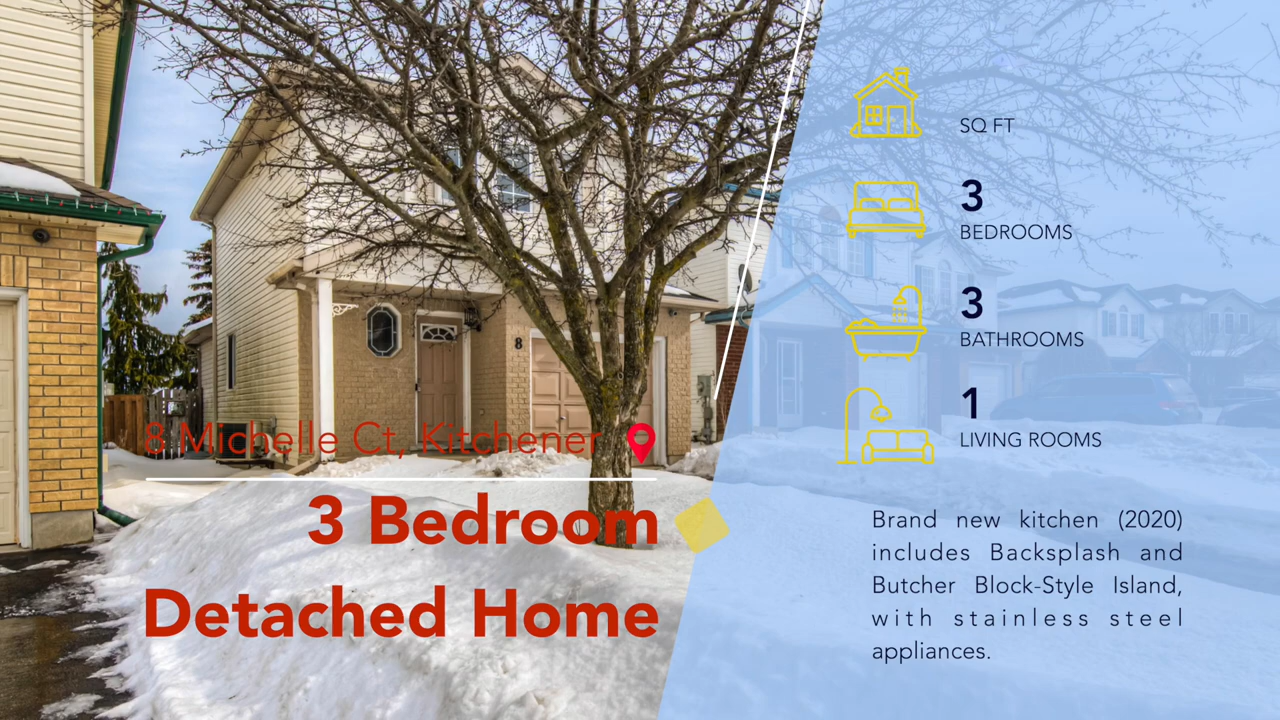 8 Michelle Ct, Kitchener
3 Bedroom
Detached Home
8
SQ FT
3
BEDROOMS
3
BATHROOMS
1
LIVING ROOMS
Brand new kitchen (2020)
includes Backsplash and
Butcher Block-Style Island,
with stainless steel
appliances.